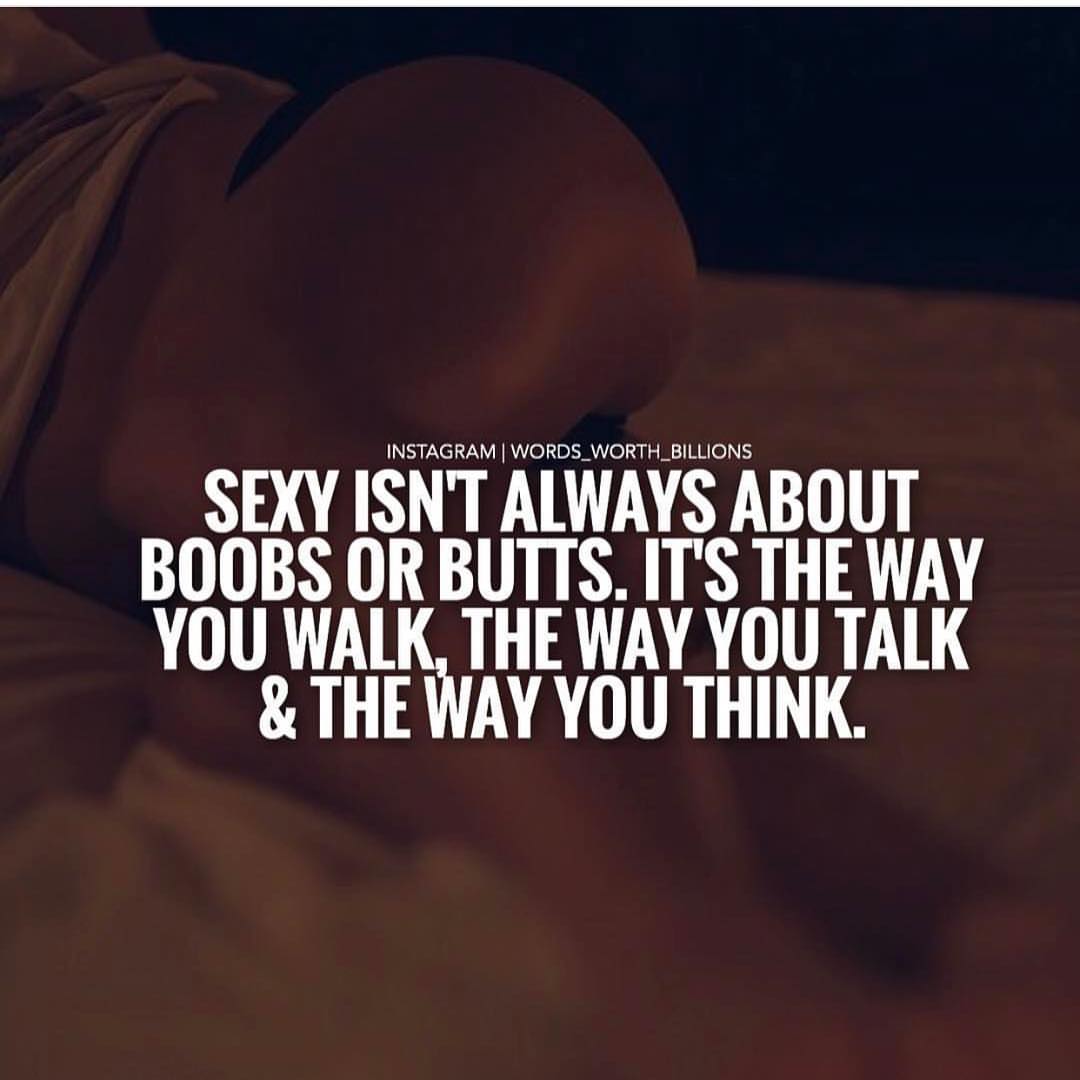 INSTAGRAM | WORDS_WORTH_BILLIONS
SEXY ISN'T ALWAYS ABOUT
BOOBS OR BUTTS. IT'S THE WAY
YOU WALK, THE WAY YOU TALK
& THE WAY YOU THINK.